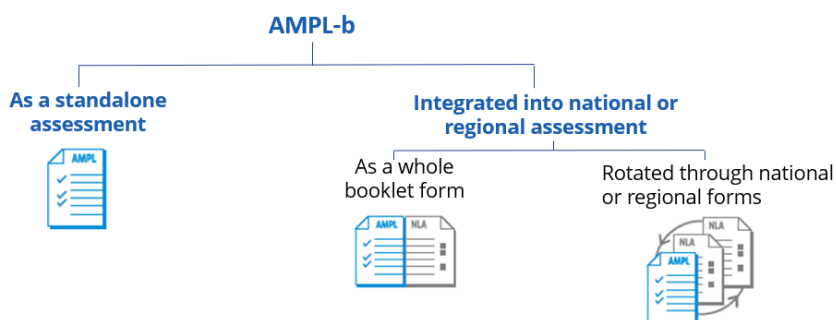 AMPL-b
As a standalone
assessment
AMPL
Integrated into national or
regional assessment
As a whole
booklet form
AMPL
NLA
Rotated through national
or regional forms
NLA
NLA
AMPL